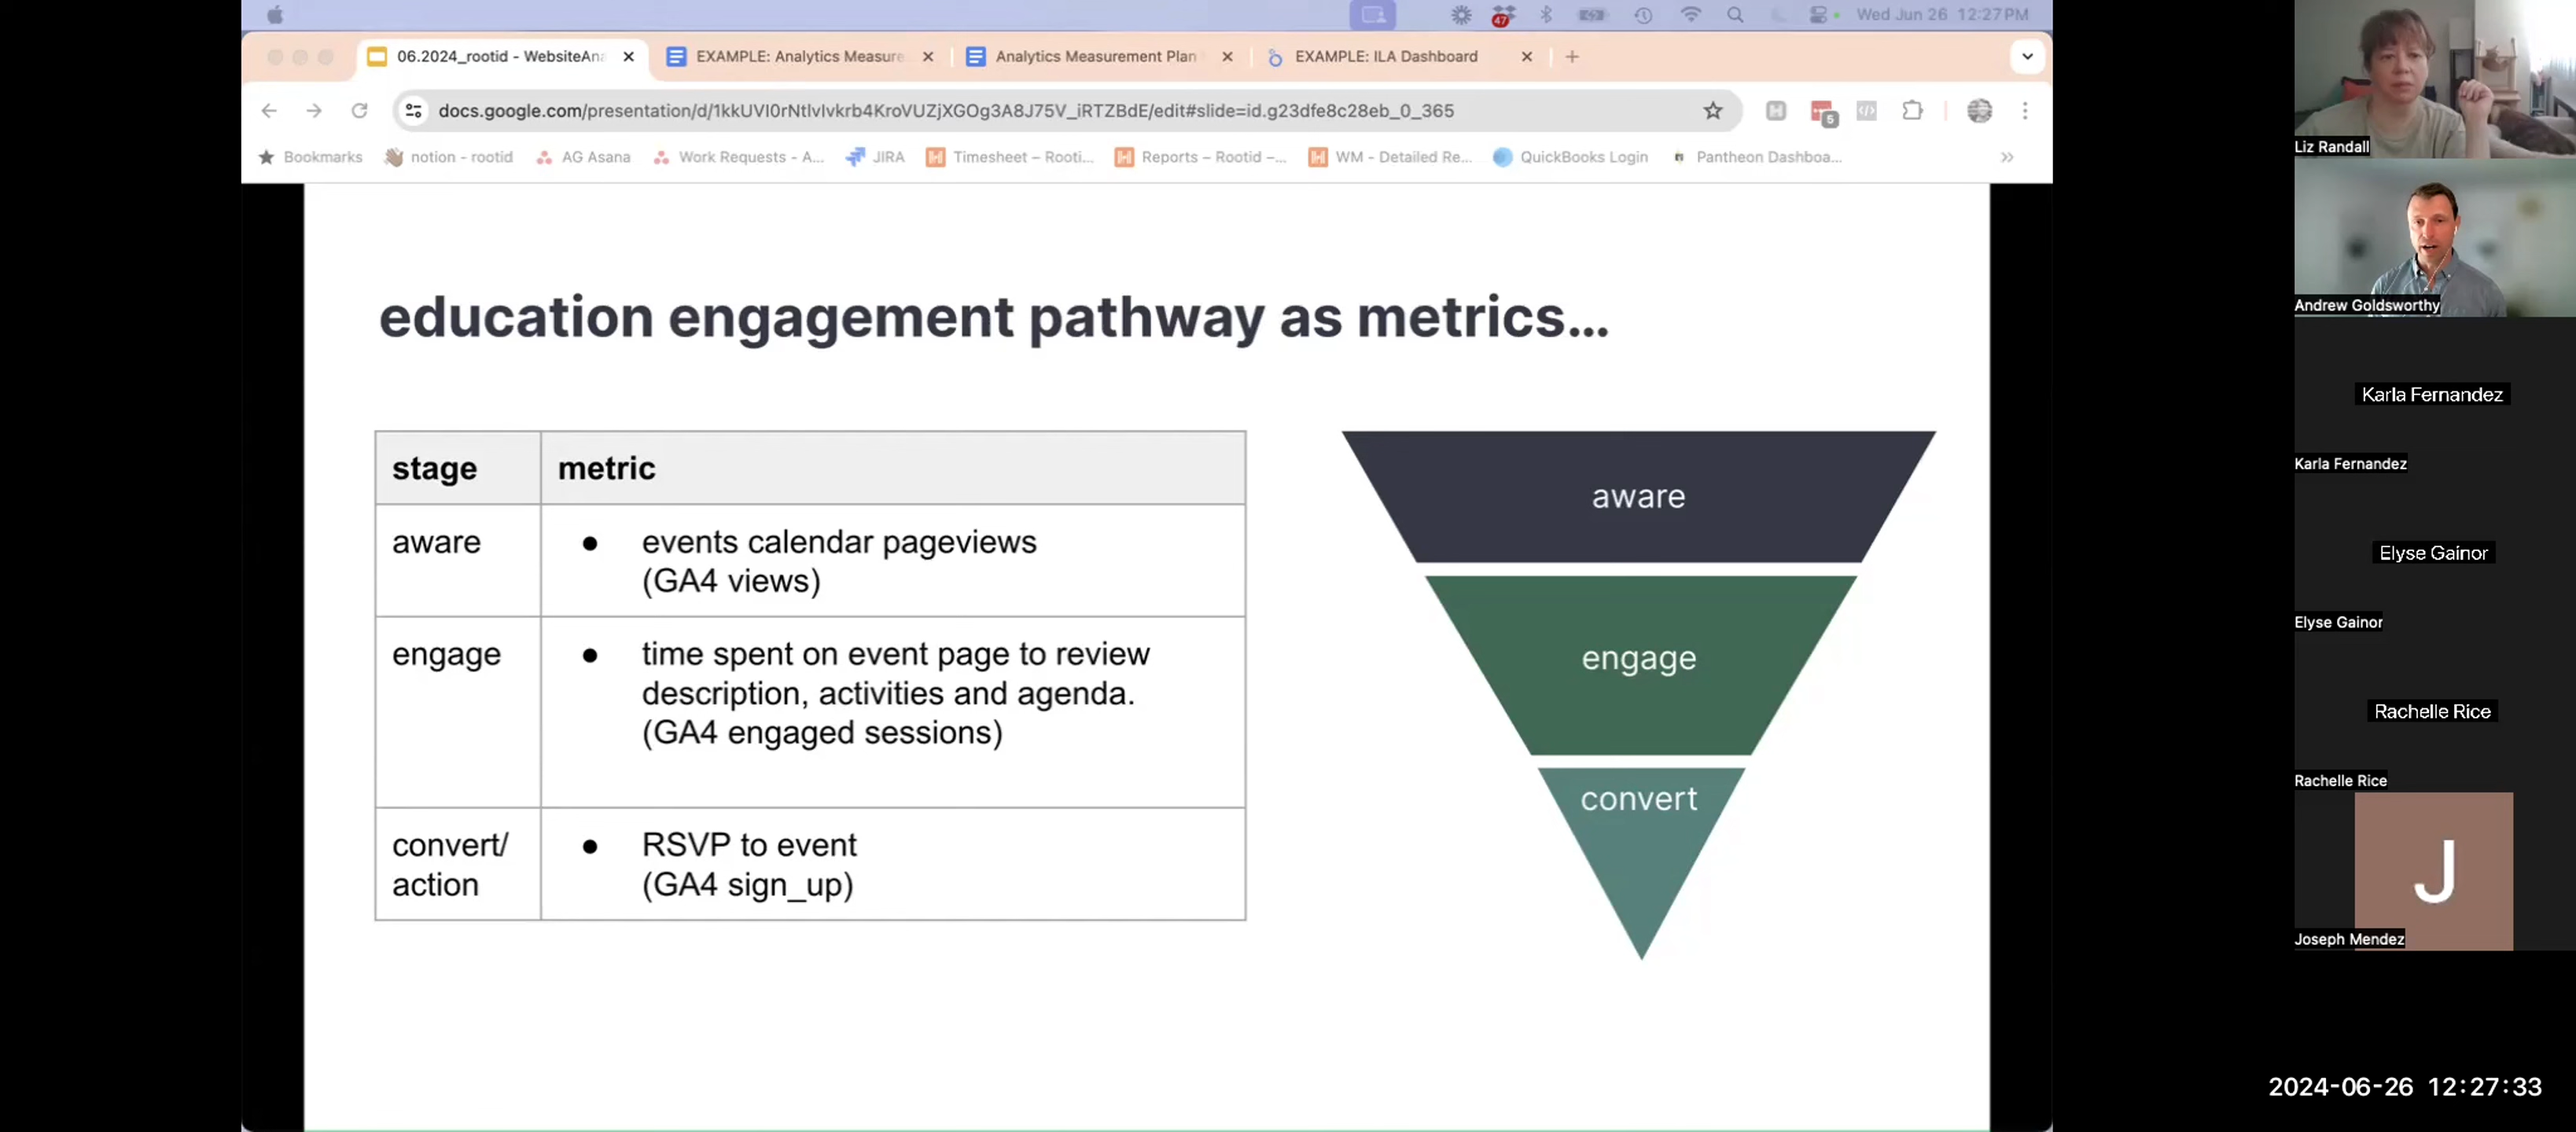 Wed Jun 26 12:27 PM
47
06.2024_rootid - WebsiteAna
EXAMPLE: Analytics Measure
Analytics Measurement Plan
EXAMPLE: ILA Dashboard
docs.google.com/presentation/d/1kkUVI0rNtlvIvkrb4KroVUZjXGOg3A8J75V_iRTZBdE/edit#slide=id.g23dfe8c28eb_0_365
5
Bookmarks
notion - rootid
AG Asana
Work Requests - A...
JIRA
Timesheet – Rooti...
Reports – Rootid –...
WM - Detailed Re...
QuickBooks Login
Pantheon Dashboa...
education engagement pathway as metrics...
stage
metric
aware
● events calendar pageviews
(GA4 views)
engage
● time spent on event page to review
description, activities and agenda.
(GA4 engaged sessions)
convert/
action
● RSVP to event
(GA4 sign_up)
aware
engage
convert
Liz Randall
Andrew Goldsworthy
Karla Fernandez
Karla Fernandez
Elyse Gainor
Elyse Gainor
Rachelle Rice
Rachelle Rice
J
Joseph Mendez
2024-06-26 12:27:33